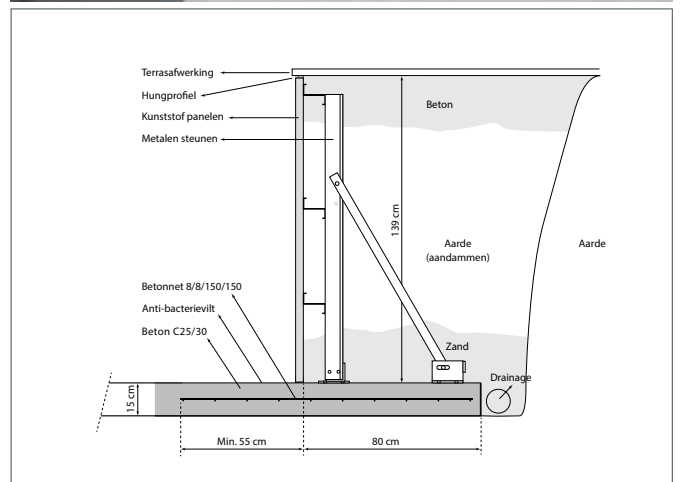 Terrasafwerking
Hungprofiel
Kunststof panelen
Metalen steunen
Beton
139 cm
Aarde
(aandammen)
Aarde
Betonnet 8/8/150/150
Anti-bacterievilt
Beton C25/30
Zand
Drainage
15 cm
Min. 55 cm
80 cm